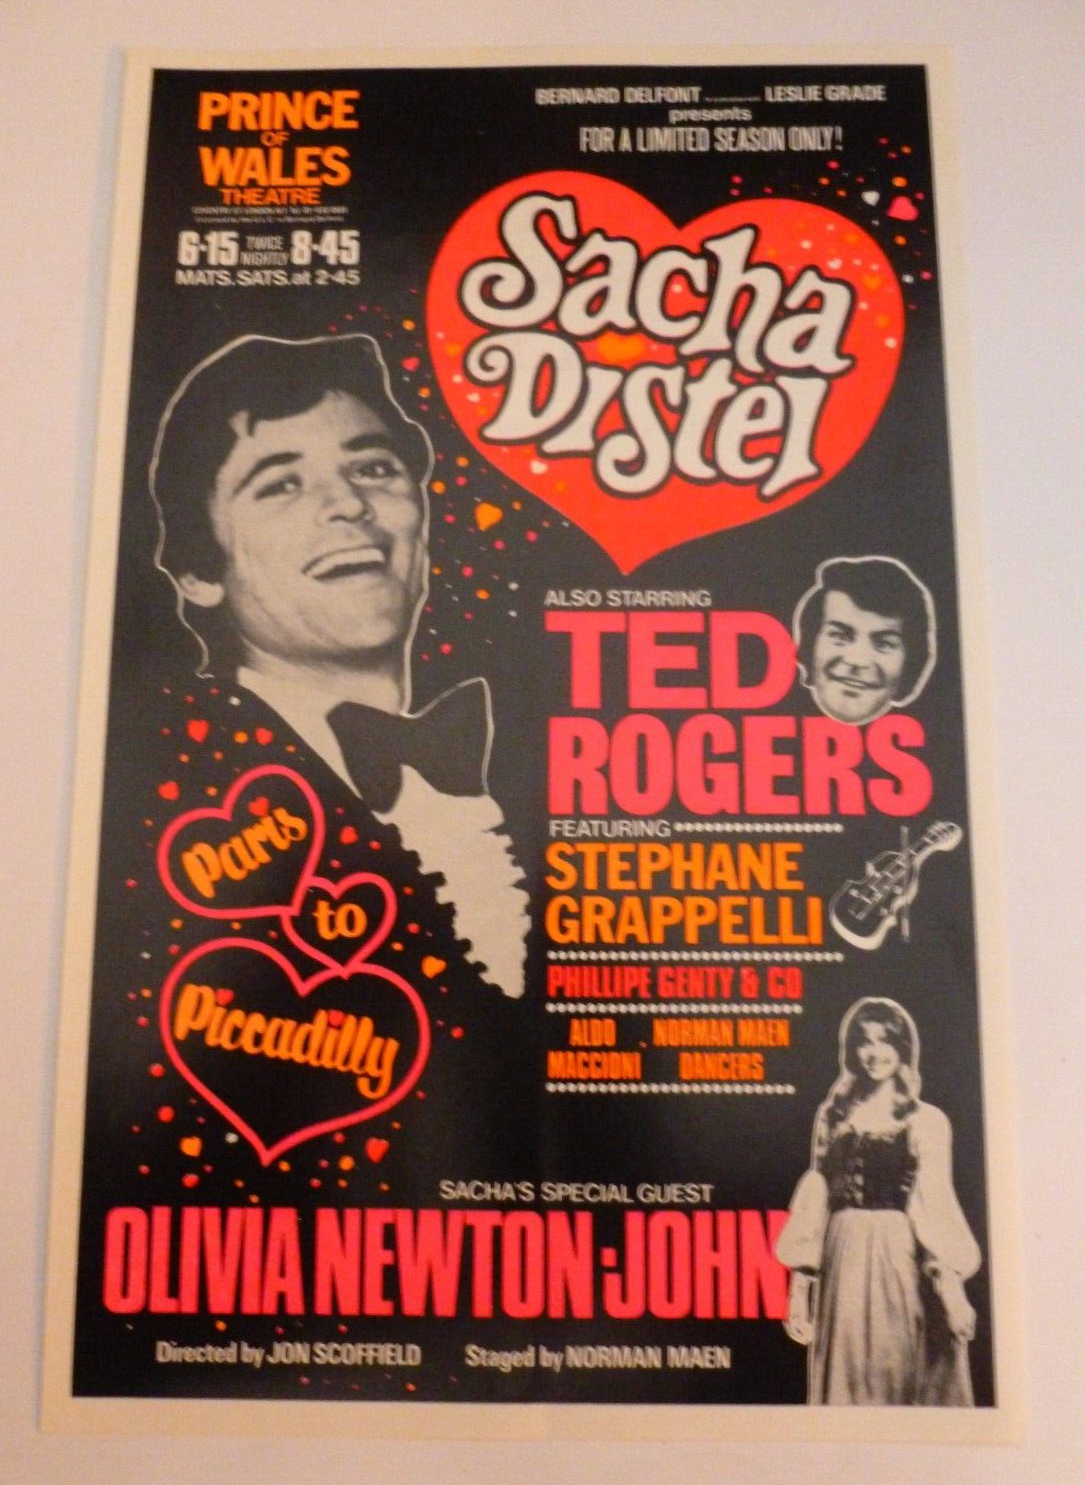 PRINCE
OF
WALES
THEATRE
6·15 TWICE NIGHTLY 8·45
MATS. SATS. at 2·45
BERNARD DELFONT LESLIE GRADE
presents
FOR A LIMITED SEASON ONLY!
Sacha
Distel
ALSO STARRING
TED
ROGERS
FEATURING
STEPHANE
GRAPPELLI
PHILLIPE GENTY & CO
ALDO MACCIONI
NORMAN MAEN DANCERS
Paris
to
Piccadilly
SACHA'S SPECIAL GUEST
OLIVIA NEWTON-JOHN
Directed by JON SCOFFIELD Staged by NORMAN MAEN